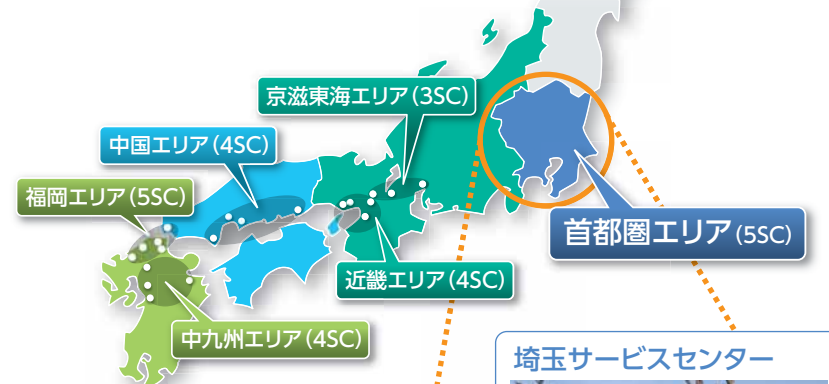 京滋東海エリア(3SC)
中国エリア(4SC)
福岡エリア(5SC)
首都圏エリア(5SC)
近畿エリア(4SC)
中九州エリア(4SC)
埼玉サービスセンター